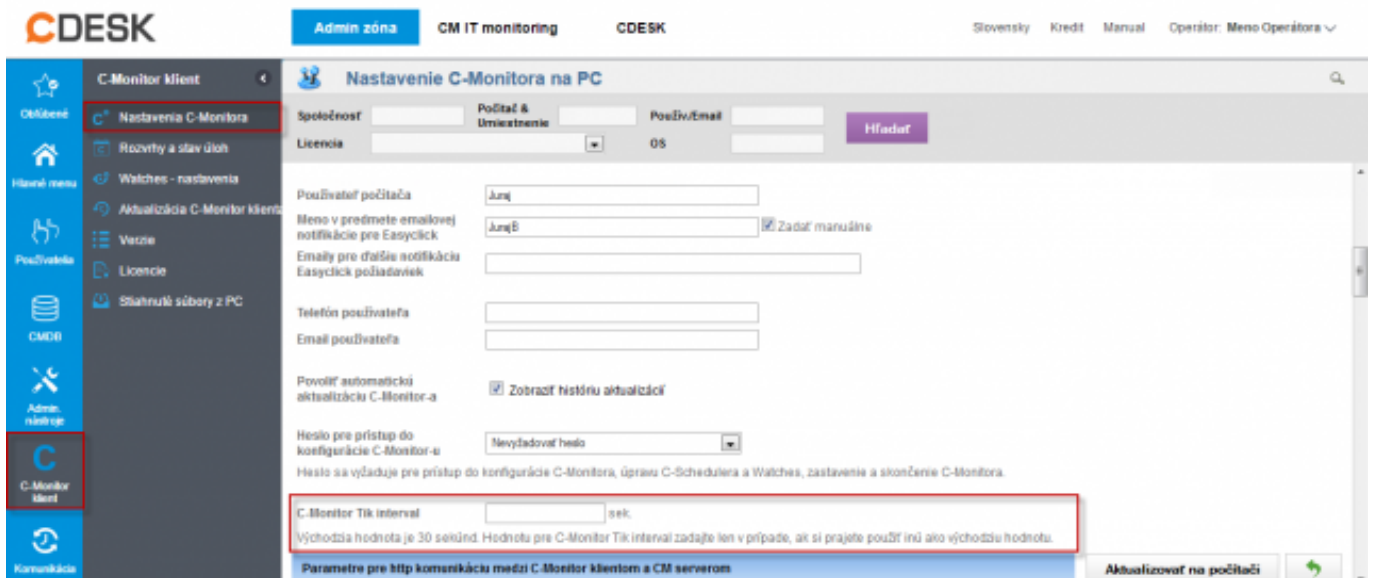 CDESK
Admin zóna
CM IT monitoring
CDESK
Slovensky
Kredit
Manual
Operátor: Meno Operátora
Obľúbené
Hlavné menu
Používatelia
CMDB
Admin. nástroje
C-Monitor klient
Komunikácia
C-Monitor klient
Nastavenia C-Monitora
Rozvrhy a stav úloh
Watches - nastavenia
Aktualizácia C-Monitor klienta
Verzie
Licencie
Stiahnuté súbory z PC
Nastavenie C-Monitora na PC
Spoločnosť
Počítač & Umiestnenie
Použív/Email
Licencia
OS
Hľadať
Používateľ počítača
Juraj
Meno v predmete emailovej
notifikácie pre Easyclick
JurajB
Zadať manuálne
Emaily pre ďalšiu notifikáciu
Easyclick požiadaviek
Telefón používateľa
Email používateľa
Povoliť automatickú
aktualizáciu C-Monitor-a
Zobraziť históriu aktualizácií
Heslo pre prístup do
konfigurácie C-Monitor-u
Nevyžadovať heslo
Heslo sa vyžaduje pre prístup do konfigurácie C-Monitora, úpravu C-Schedulera a Watches, zastavenie a skončenie C-Monitora.
C-Monitor Tik interval
sek.
Východzia hodnota je 30 sekúnd. Hodnotu pre C-Monitor Tik interval zadajte len v prípade, ak si prajete použiť inú ako východziu hodnotu.
Parametre pre http komunikáciu medzi C-Monitor klientom a CM serverom
Aktualizovať na počítači